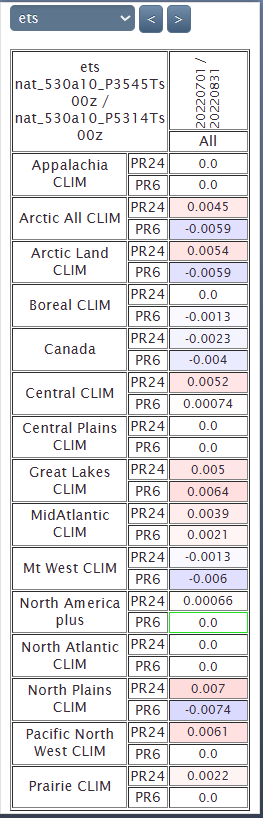 ets
< >
ets
nat_530a10_P3545Ts
00z /
nat_530a10_P5314Ts
00z
20220701 /
20220831
All
Appalachia
CLIM
PR24 0.0
PR6 0.0
Arctic All CLIM
PR24 0.0045
PR6 -0.0059
Arctic Land
CLIM
PR24 0.0054
PR6 -0.0059
Boreal CLIM
PR24 0.0
PR6 -0.0013
Canada
PR24 -0.0023
PR6 -0.004
Central CLIM
PR24 0.0052
PR6 0.00074
Central Plains
CLIM
PR24 0.0
PR6 0.0
Great Lakes
CLIM
PR24 0.005
PR6 0.0064
MidAtlantic
CLIM
PR24 0.0039
PR6 0.0021
Mt West CLIM
PR24 -0.0013
PR6 -0.006
North America
plus
PR24 0.00066
PR6 0.0
North Atlantic
CLIM
PR24 0.0
PR6 0.0
North Plains
CLIM
PR24 0.007
PR6 -0.0074
Pacific North
West CLIM
PR24 0.0061
PR6 0.0
Prairie CLIM
PR24 0.0022
PR6 0.0